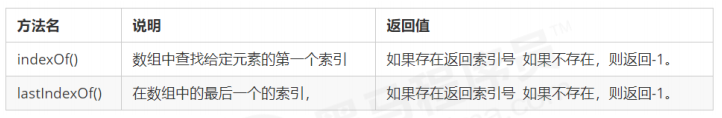 方法名 说明 返回值
indexOf() 数组中查找给定元素的第一个索引 如果存在返回索引号 如果不存在，则返回-1。
lastIndexOf() 在数组中的最后一个的索引， 如果存在返回索引号 如果不存在，则返回-1。